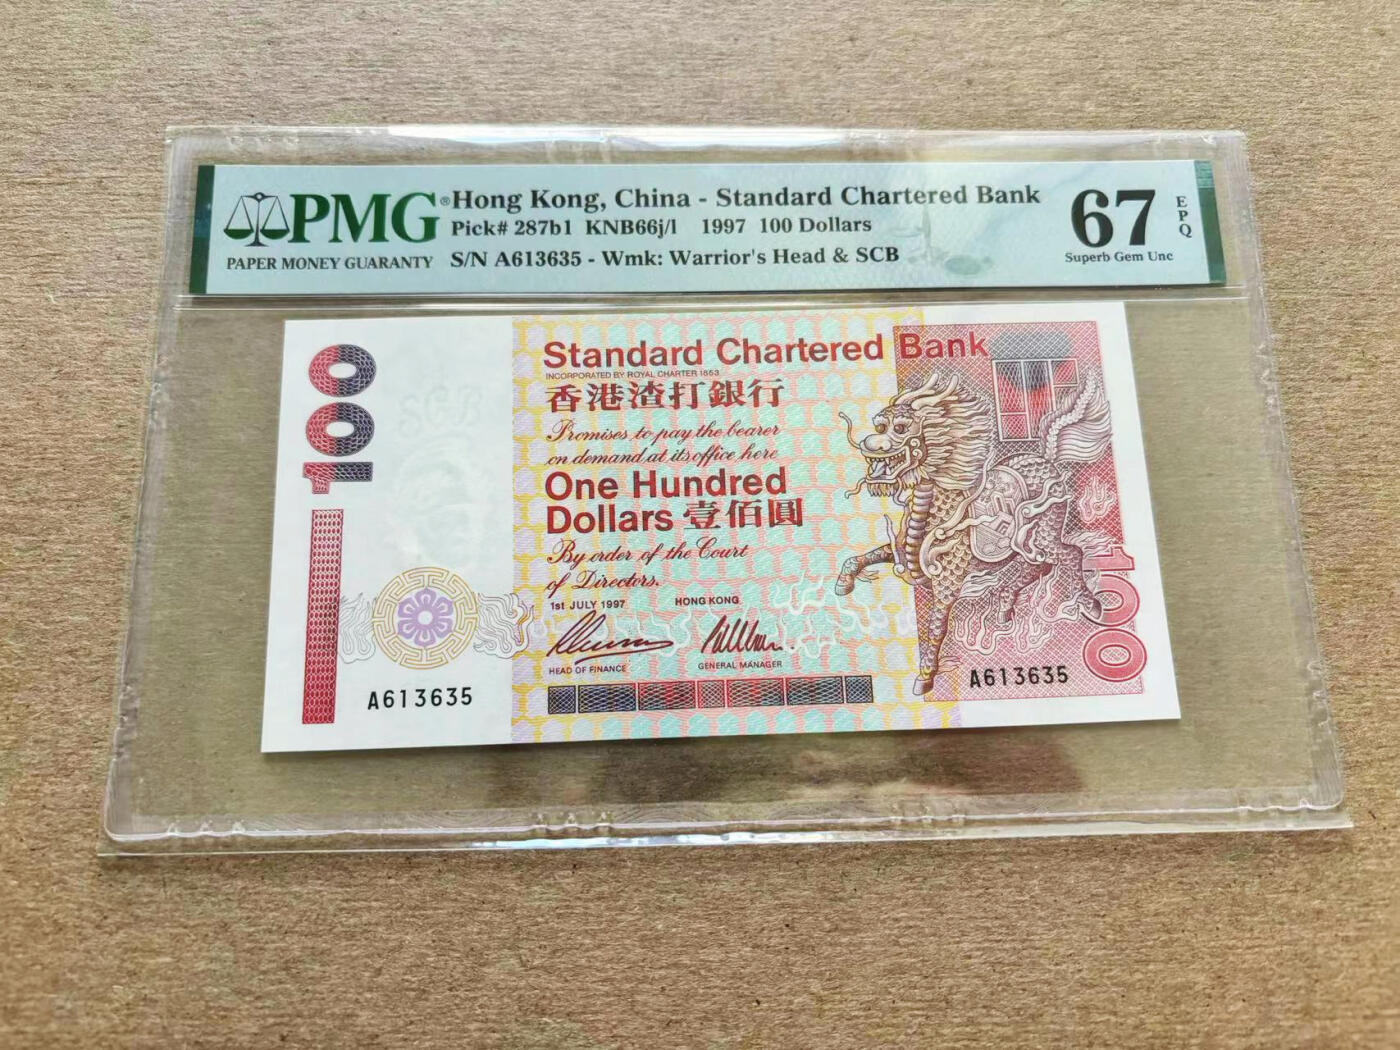 PMG®
PAPER MONEY GUARANTY
Hong Kong, China - Standard Chartered Bank
Pick# 287b1 KNB66j/l 1997 100 Dollars
S/N A613635 - Wmk: Warrior's Head & SCB
67
EPQ
Superb Gem Unc
100
SCB
Standard Chartered Bank
INCORPORATED BY ROYAL CHARTER 1853
香港渣打銀行
Promises to pay the bearer
on demand at its office here
One Hundred
Dollars 壹佰圓
By order of the Court
of Directors.
1st JULY 1997 HONG KONG
HEAD OF FINANCE GENERAL MANAGER
A613635
A613635
100